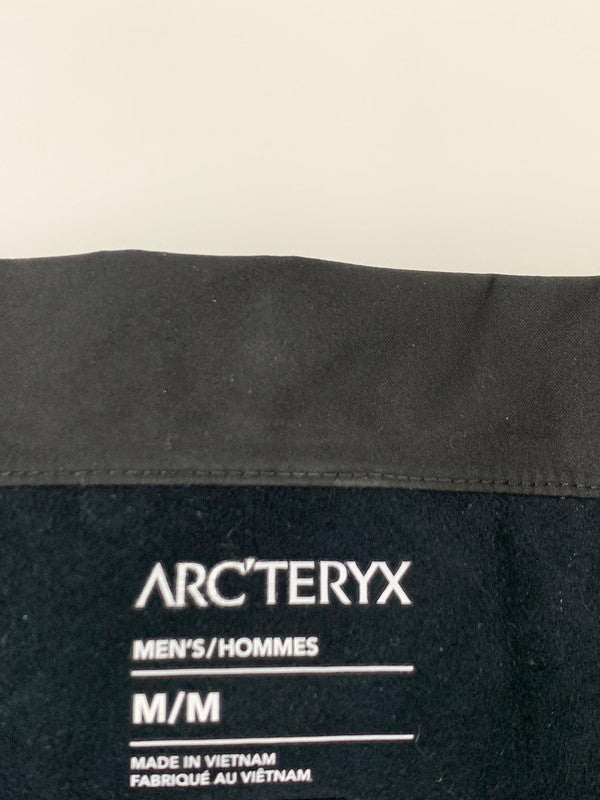 ARC'TERYX
MEN'S/HOMMES
M/M
MADE IN VIETNAM
FABRIQUÉ AU VIÊTNAM